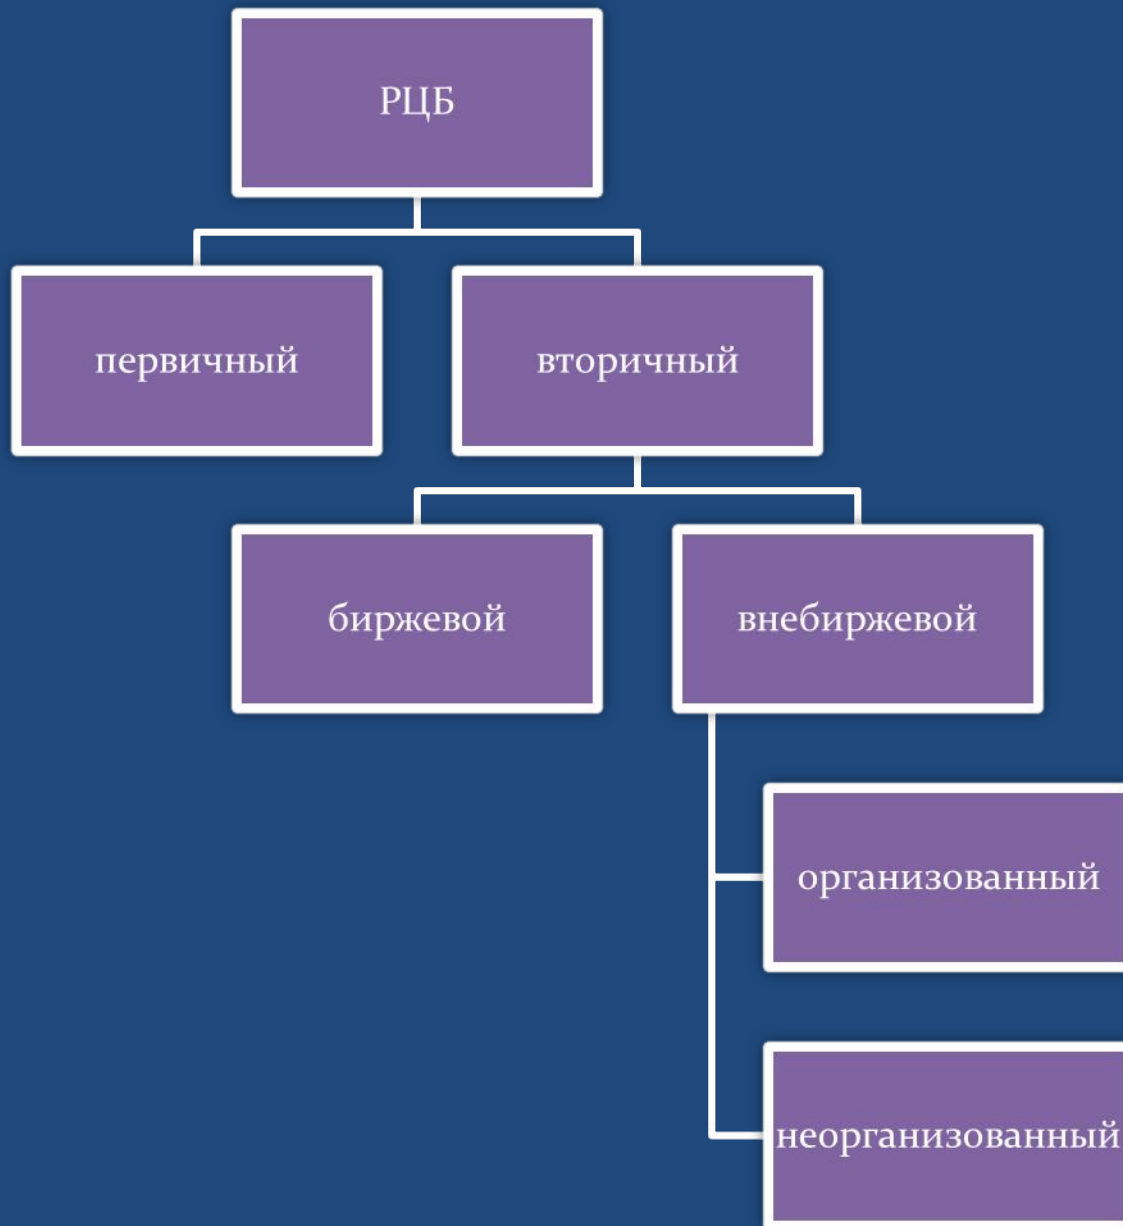 РЦБ
первичный
вторичный
биржевой
внебиржевой
организованный
неорганизованный